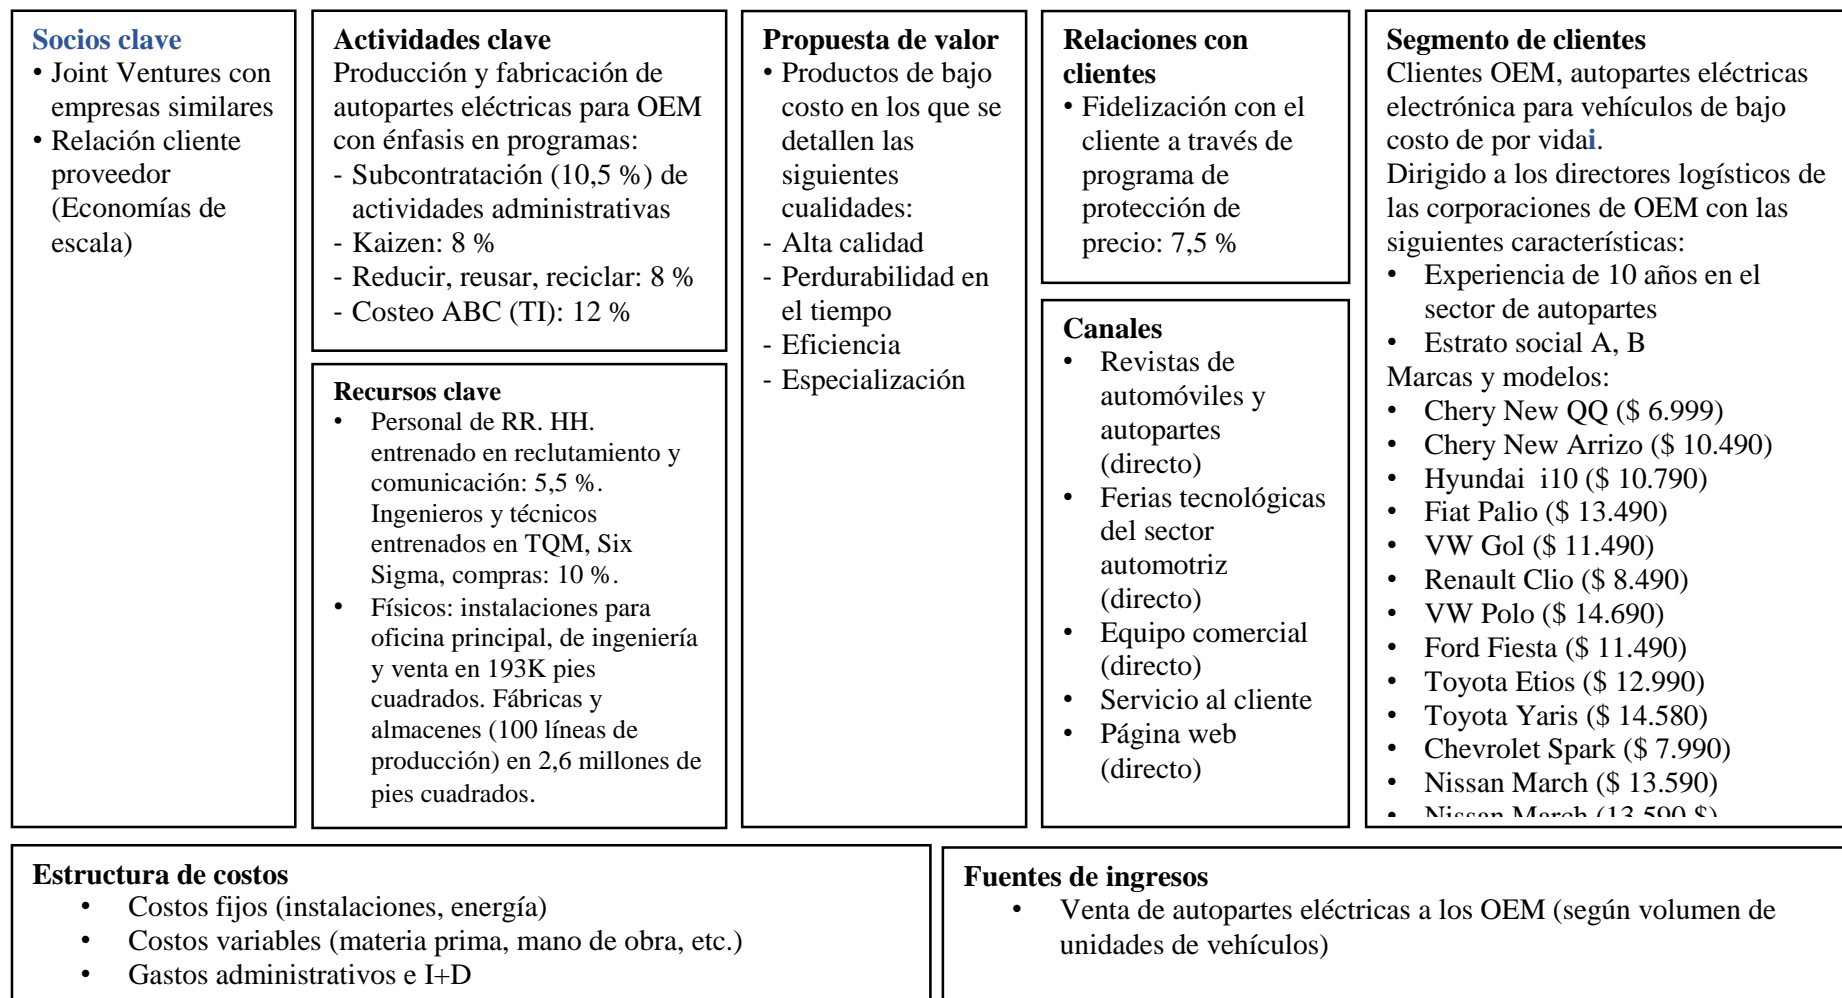 Socios clave
• Joint Ventures con
empresas similares
• Relación cliente
proveedor
(Economías de
escala)
Actividades clave
Producción y fabricación de
autopartes eléctricas para OEM
con énfasis en programas:
- Subcontratación (10,5 %) de
actividades administrativas
- Kaizen: 8 %
- Reducir, reusar, reciclar: 8 %
- Costeo ABC (TI): 12 %
Recursos clave
• Personal de RR. HH.
entrenado en reclutamiento y
comunicación: 5,5 %.
Ingenieros y técnicos
entrenados en TQM, Six
Sigma, compras: 10 %.
• Físicos: instalaciones para
oficina principal, de ingeniería
y venta en 193K pies
cuadrados. Fábricas y
almacenes (100 líneas de
producción) en 2,6 millones de
pies cuadrados.
Propuesta de valor
• Productos de bajo
costo en los que se
detallen las
siguientes
cualidades:
- Alta calidad
- Perdurabilidad en
el tiempo
- Eficiencia
- Especialización
Relaciones con
clientes
• Fidelización con el
cliente a través de
programa de
protección de
precio: 7,5 %
Canales
• Revistas de
automóviles y
autopartes
(directo)
• Ferias tecnológicas
del sector
automotriz
(directo)
• Equipo comercial
(directo)
• Servicio al cliente
• Página web
(directo)
Segmento de clientes
Clientes OEM, autopartes eléctricas
electrónica para vehículos de bajo
costo de por vidai.
Dirigido a los directores logísticos de
las corporaciones de OEM con las
siguientes características:
• Experiencia de 10 años en el
sector de autopartes
• Estrato social A, B
Marcas y modelos:
• Chery New QQ ($ 6.999)
• Chery New Arrizo ($ 10.490)
• Hyundai i10 ($ 10.790)
• Fiat Palio ($ 13.490)
• VW Gol ($ 11.490)
• Renault Clio ($ 8.490)
• VW Polo ($ 14.690)
• Ford Fiesta ($ 11.490)
• Toyota Etios ($ 12.990)
• Toyota Yaris ($ 14.580)
• Chevrolet Spark ($ 7.990)
• Nissan March ($ 13.590)
• Nissan March (13.590 $)
Estructura de costos
• Costos fijos (instalaciones, energía)
• Costos variables (materia prima, mano de obra, etc.)
• Gastos administrativos e I+D
Fuentes de ingresos
• Venta de autopartes eléctricas a los OEM (según volumen de
unidades de vehículos)